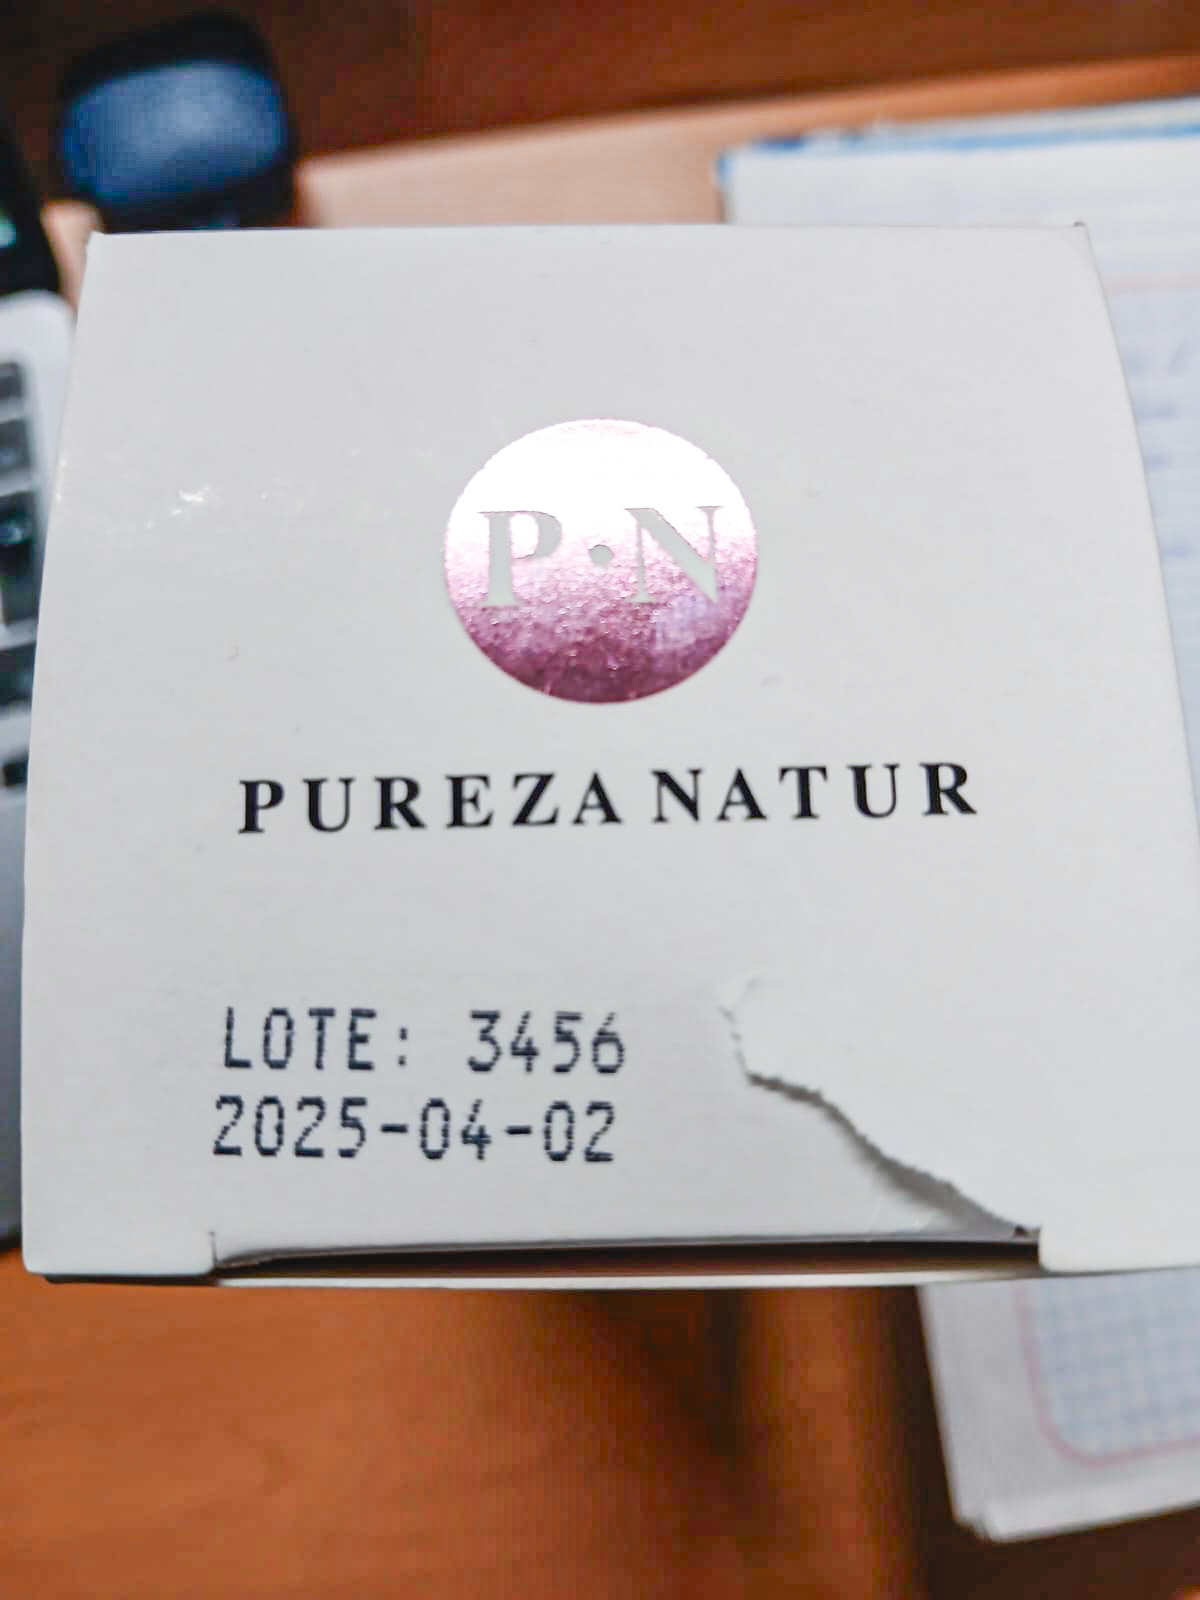 P·N
PUREZA NATUR
LOTE: 3456
2025-04-02